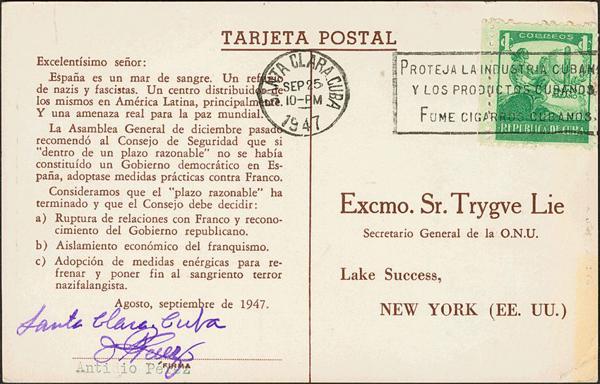 TARJETA POSTAL
Excelentísimo señor:
España es un mar de sangre. Un refugio
de nazis y fascistas. Un centro distribuidor de
los mismos en América Latina, principalmente.
Y una amenaza real para la paz mundial.
La Asamblea General de diciembre pasado
recomendó al Consejo de Seguridad que si
"dentro de un plazo razonable" no se había
constituído un Gobierno democrático en Es-
paña, adoptase medidas prácticas contra Franco.
Consideramos que el "plazo razonable" ha
terminado y que el Consejo debe decidir:
a) Ruptura de relaciones con Franco y recono-
cimiento del Gobierno republicano.
b) Aislamiento económico del franquismo.
c) Adopción de medidas enérgicas para re-
frenar y poner fin al sangriento terror
nazifalangista.
Agosto, septiembre de 1947.
Santa Clara, Cuba
FIRMA
Antidio Pérez
SANTA CLARA, CUBA
SEP 25
10-PM
1947
PROTEJA LA INDUSTRIA CUBANA
Y LOS PRODUCTOS CUBANOS.
FUME CIGARROS CUBANOS.
1 CORREOS 1
REPUBLICA DE CUBA
Excmo. Sr. Trygve Lie
Secretario General de la O.N.U.
Lake Success,
NEW YORK (EE. UU.)